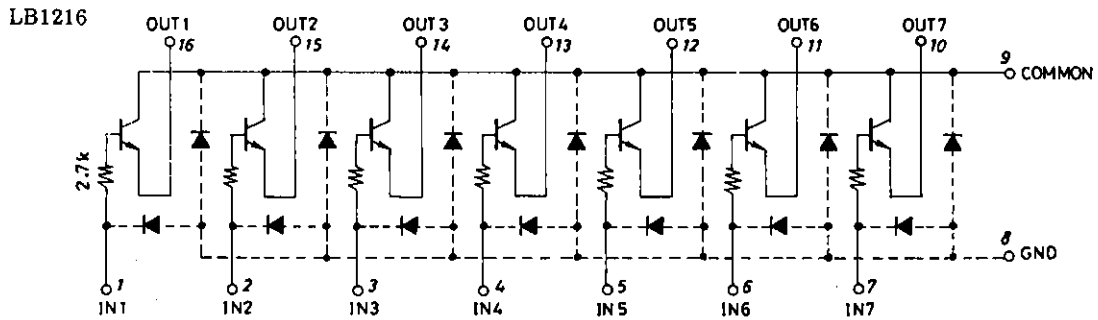 LB1216
OUT1 OUT2 OUT3 OUT4 OUT5 OUT6 OUT7
16 15 14 13 12 11 10
9
COMMON
2.7k
8
GND
1 2 3 4 5 6 7
IN1 IN2 IN3 IN4 IN5 IN6 IN7